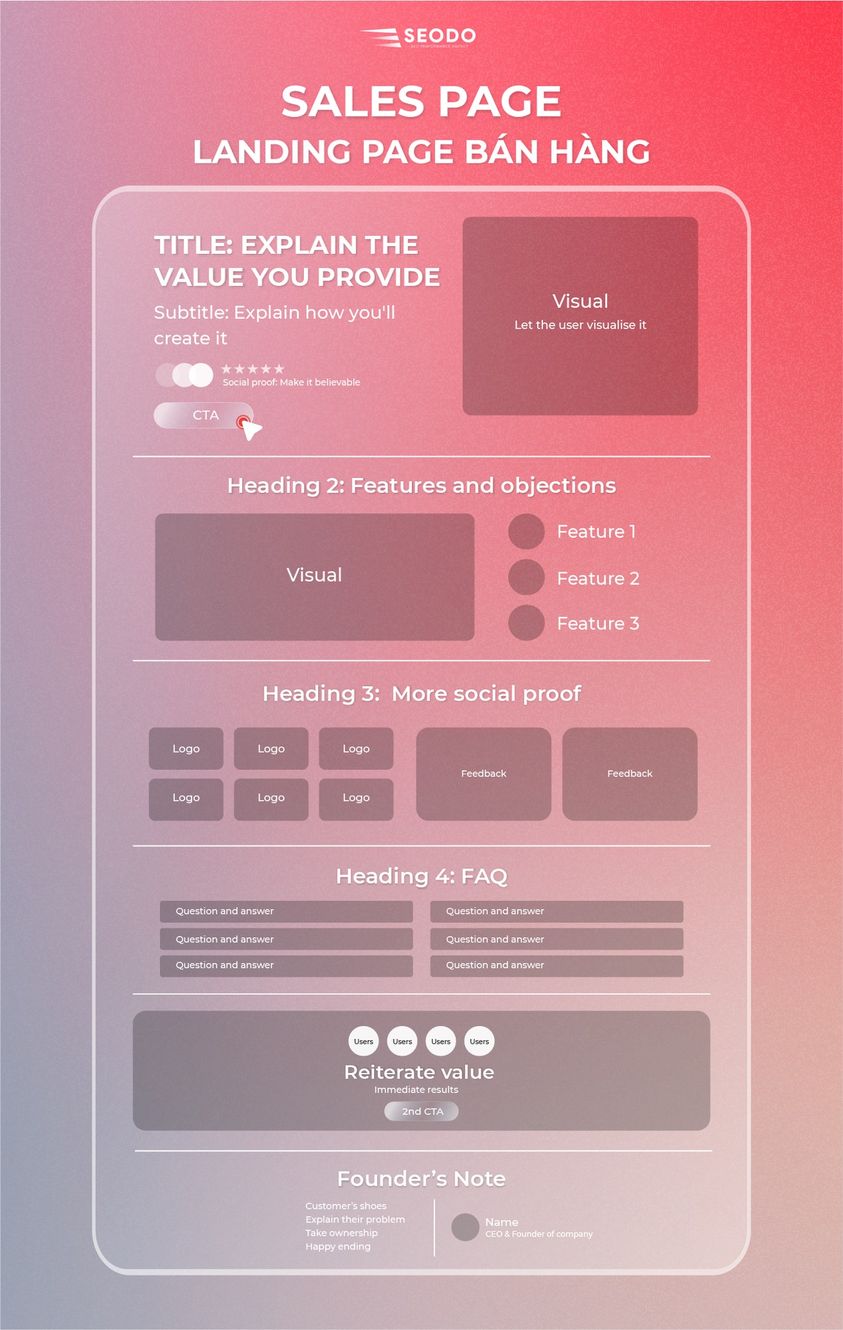 SEODO
SALES PAGE
LANDING PAGE BÁN HÀNG
TITLE: EXPLAIN THE
VALUE YOU PROVIDE
Subtitle: Explain how you'll
create it
Social proof: Make it believable
CTA
Visual
Let the user visualise it
Heading 2: Features and objections
Visual
Feature 1
Feature 2
Feature 3
Heading 3: More social proof
Logo
Logo
Logo
Logo
Logo
Logo
Feedback
Feedback
Heading 4: FAQ
Question and answer
Question and answer
Question and answer
Question and answer
Question and answer
Question and answer
Users
Users
Users
Users
Reiterate value
Immediate results
2nd CTA
Founder’s Note
Customer's shoes
Explain their problem
Take ownership
Happy ending
Name
CEO & Founder of company